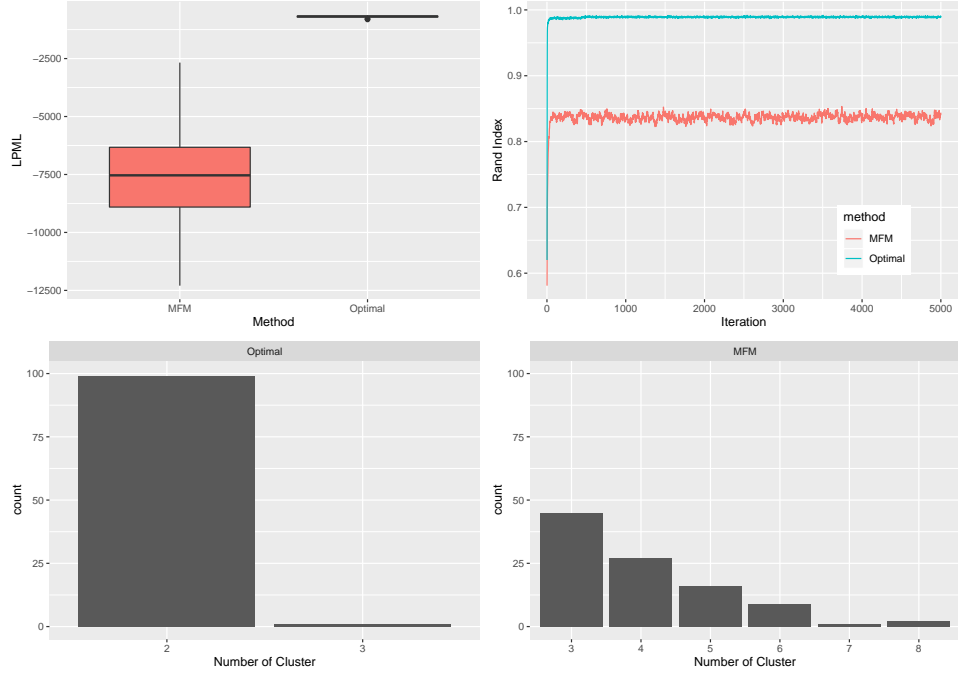 LPML
−2500
−5000
−7500
−10000
−12500
MFM
Optimal
Method
Rand Index
1.0
0.9
0.8
0.7
0.6
method
MFM
Optimal
0
1000
2000
3000
4000
5000
Iteration
Optimal
count
100
75
50
25
0
2
3
Number of Cluster
MFM
count
100
75
50
25
0
3
4
5
6
7
8
Number of Cluster